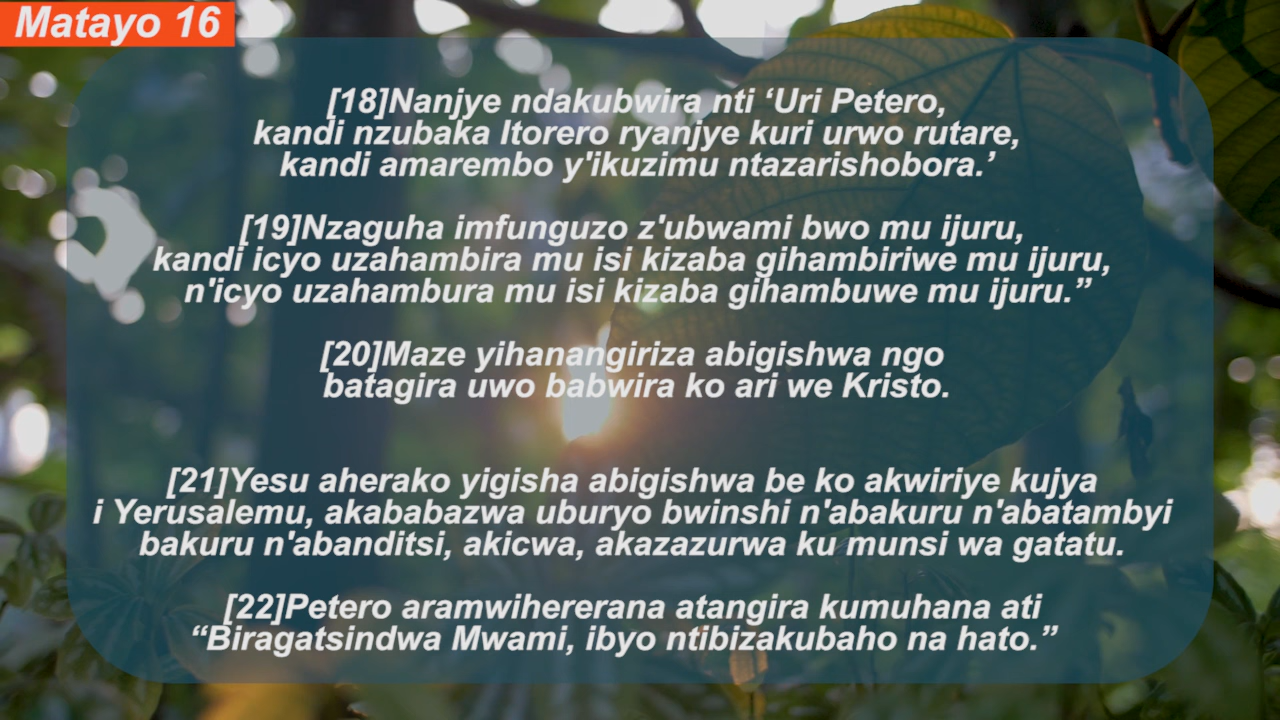 Matayo 16
[18]Nanjye ndakubwira nti ‘Uri Petero,
kandi nzubaka Itorero ryanjye kuri urwo rutare,
kandi amarembo y'ikuzimu ntazarishobora.’
[19]Nzaguha imfunguzo z'ubwami bwo mu ijuru,
kandi icyo uzahambira mu isi kizaba gihambiriwe mu ijuru,
n'icyo uzahambura mu isi kizaba gihambuwe mu ijuru.”
[20]Maze yihanangiriza abigishwa ngo
batagira uwo babwira ko ari we Kristo.
[21]Yesu aherako yigisha abigishwa be ko akwiriye kujya
i Yerusalemu, akababazwa uburyo bwinshi n'abakuru n'abatambyi
bakuru n'abanditsi, akicwa, akazazurwa ku munsi wa gatatu.
[22]Petero aramwihererana atangira kumuhana ati
“Biragatsindwa Mwami, ibyo ntibizakubaho na hato.”